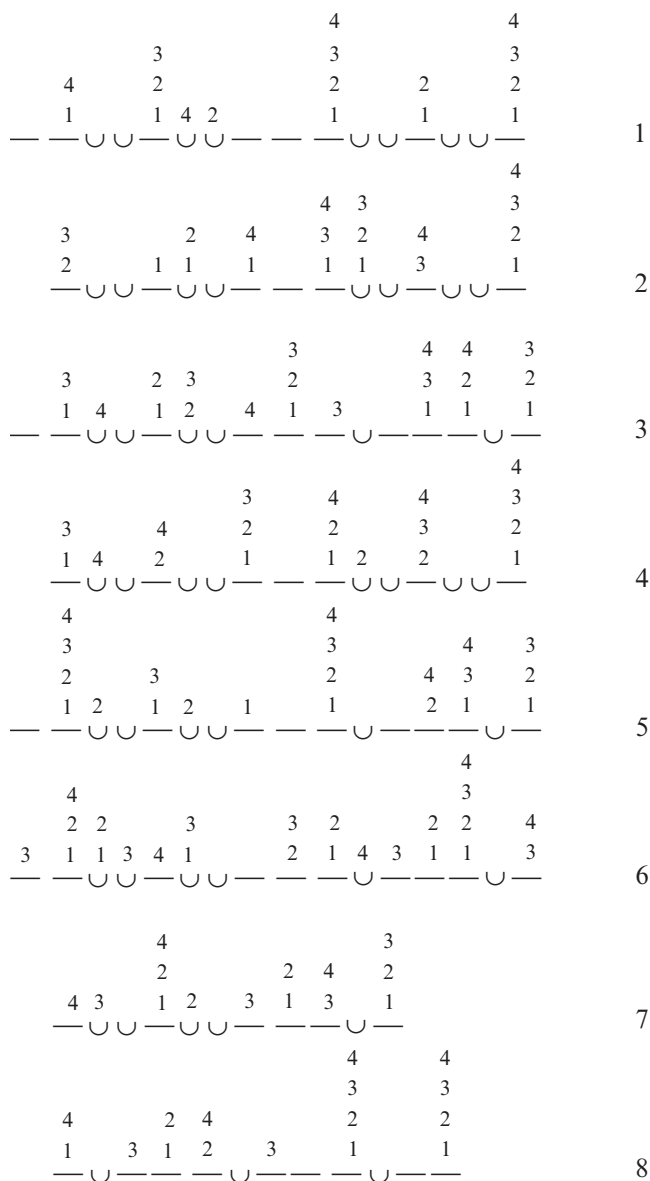 4 4
3 3 3
4 2 2 2 2
1 1 4 2 1 1 1
— — ∪ ∪ — ∪ ∪ — — — ∪ ∪ — ∪ ∪ — 1
4
4 3 3
3 2 4 3 2 4 2
2 1 1 1 1 1 3 1
— ∪ ∪ — ∪ ∪ — — — ∪ ∪ — ∪ ∪ — 2
3 4 4 3
3 2 3 2 3 2 2
1 4 1 2 4 1 3 1 1 1
— — ∪ ∪ — ∪ ∪ — — — ∪ — — — ∪ — 3
4
3 4 4 3
3 4 2 2 3 2
1 4 2 1 1 2 2 1
— ∪ ∪ — ∪ ∪ — — — ∪ ∪ — ∪ ∪ — 4
4 4
3 3 4 3
2 3 2 4 3 2
1 2 1 2 1 1 2 1 1
— — ∪ ∪ — ∪ ∪ — — — ∪ — — — ∪ — 5
4
4 3
2 2 3 3 2 2 2 4
3 1 1 3 4 1 2 1 4 3 1 1 3
— — ∪ ∪ — ∪ ∪ — — — ∪ — — — ∪ — 6
4 3
2 2 4 2
4 3 1 2 3 1 3 1
— ∪ ∪ — ∪ ∪ — — — ∪ — 7
4 4
3 3
4 2 4 2 2
1 3 1 2 3 1 1
— ∪ — — — ∪ — — — ∪ — — 8